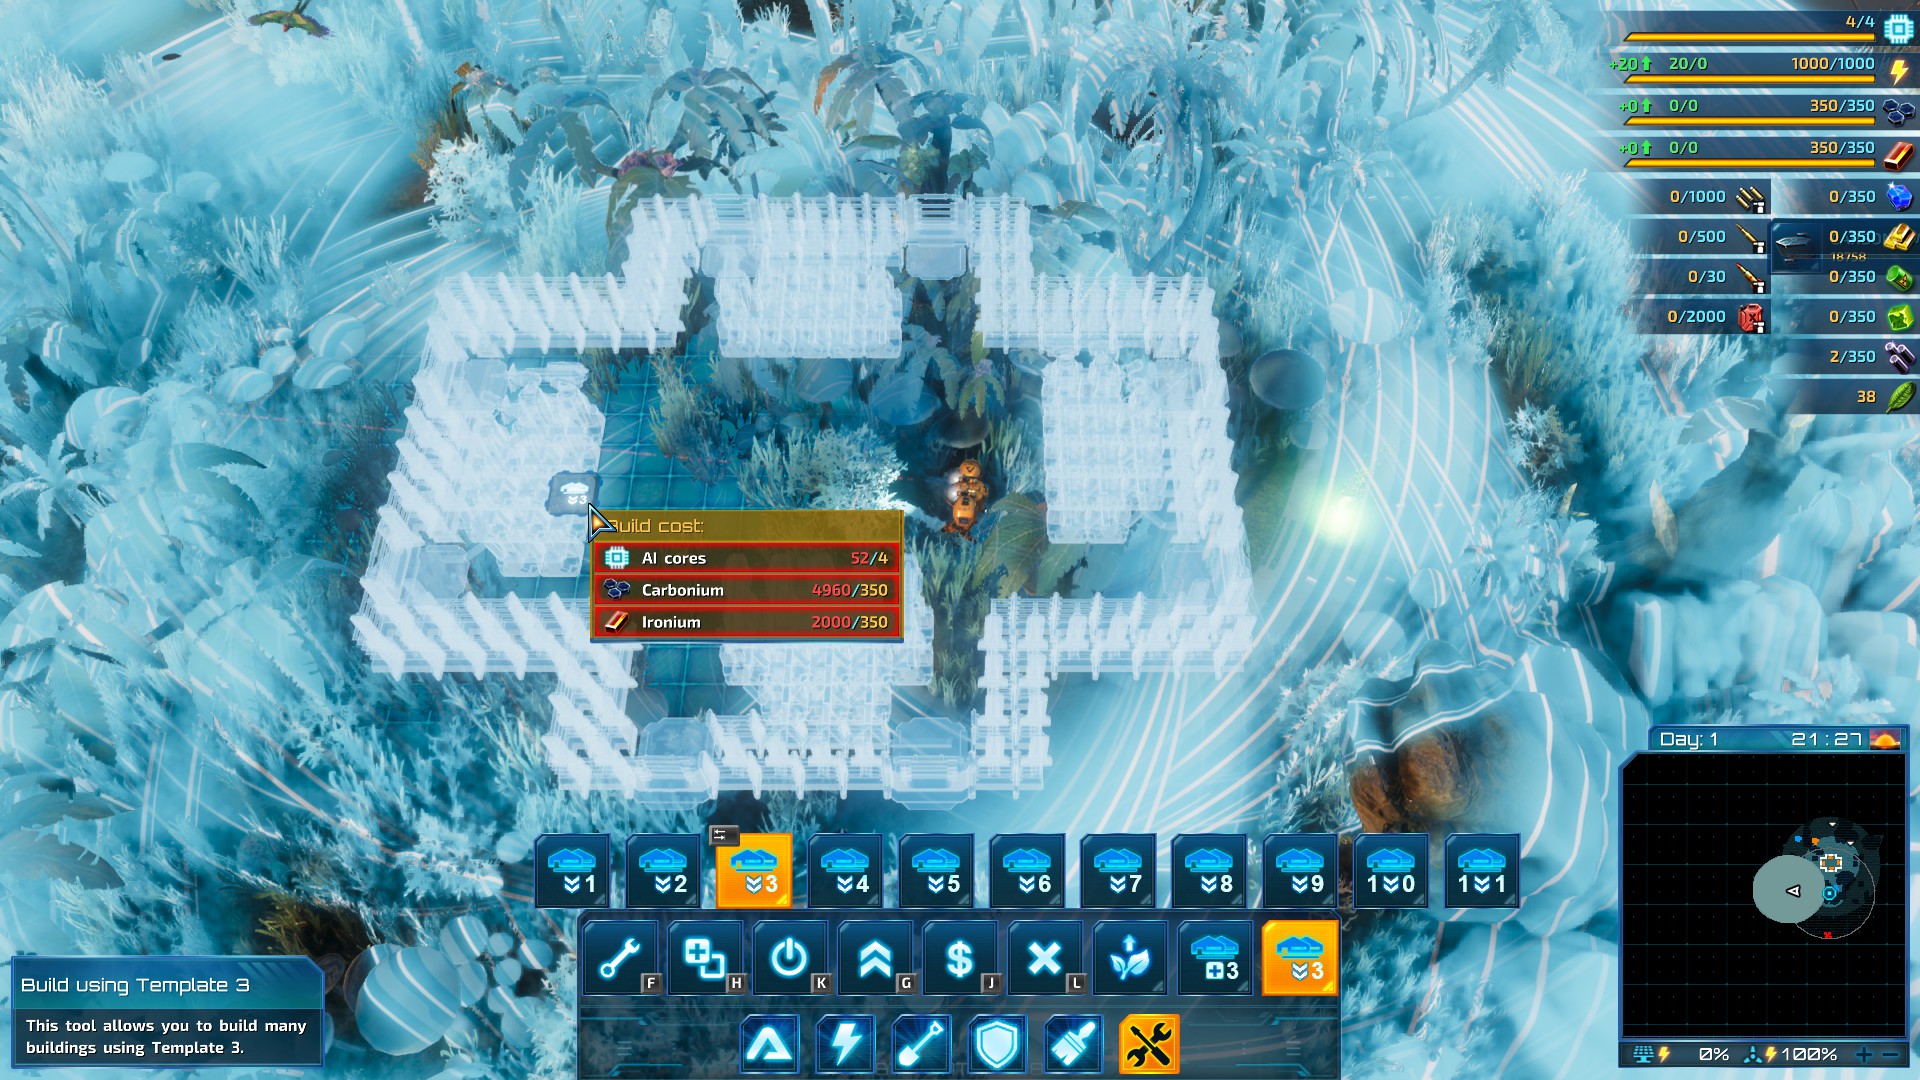 4/4
+20 20/0 1000/1000
+0 0/0 350/350
+0 0/0 350/350
0/1000 0/350
0/500 0/350
18758
0/30 0/350
0/2000 0/350
2/350
38
3
Build cost:
AI cores 52/4
Carbonium 4960/350
Ironium 2000/350
Day: 1 21:27
1 2 3 4 5 6 7 8 9 10 11
F H K G J L 3 3
Build using Template 3
This tool allows you to build many
buildings using Template 3.
0% 100%